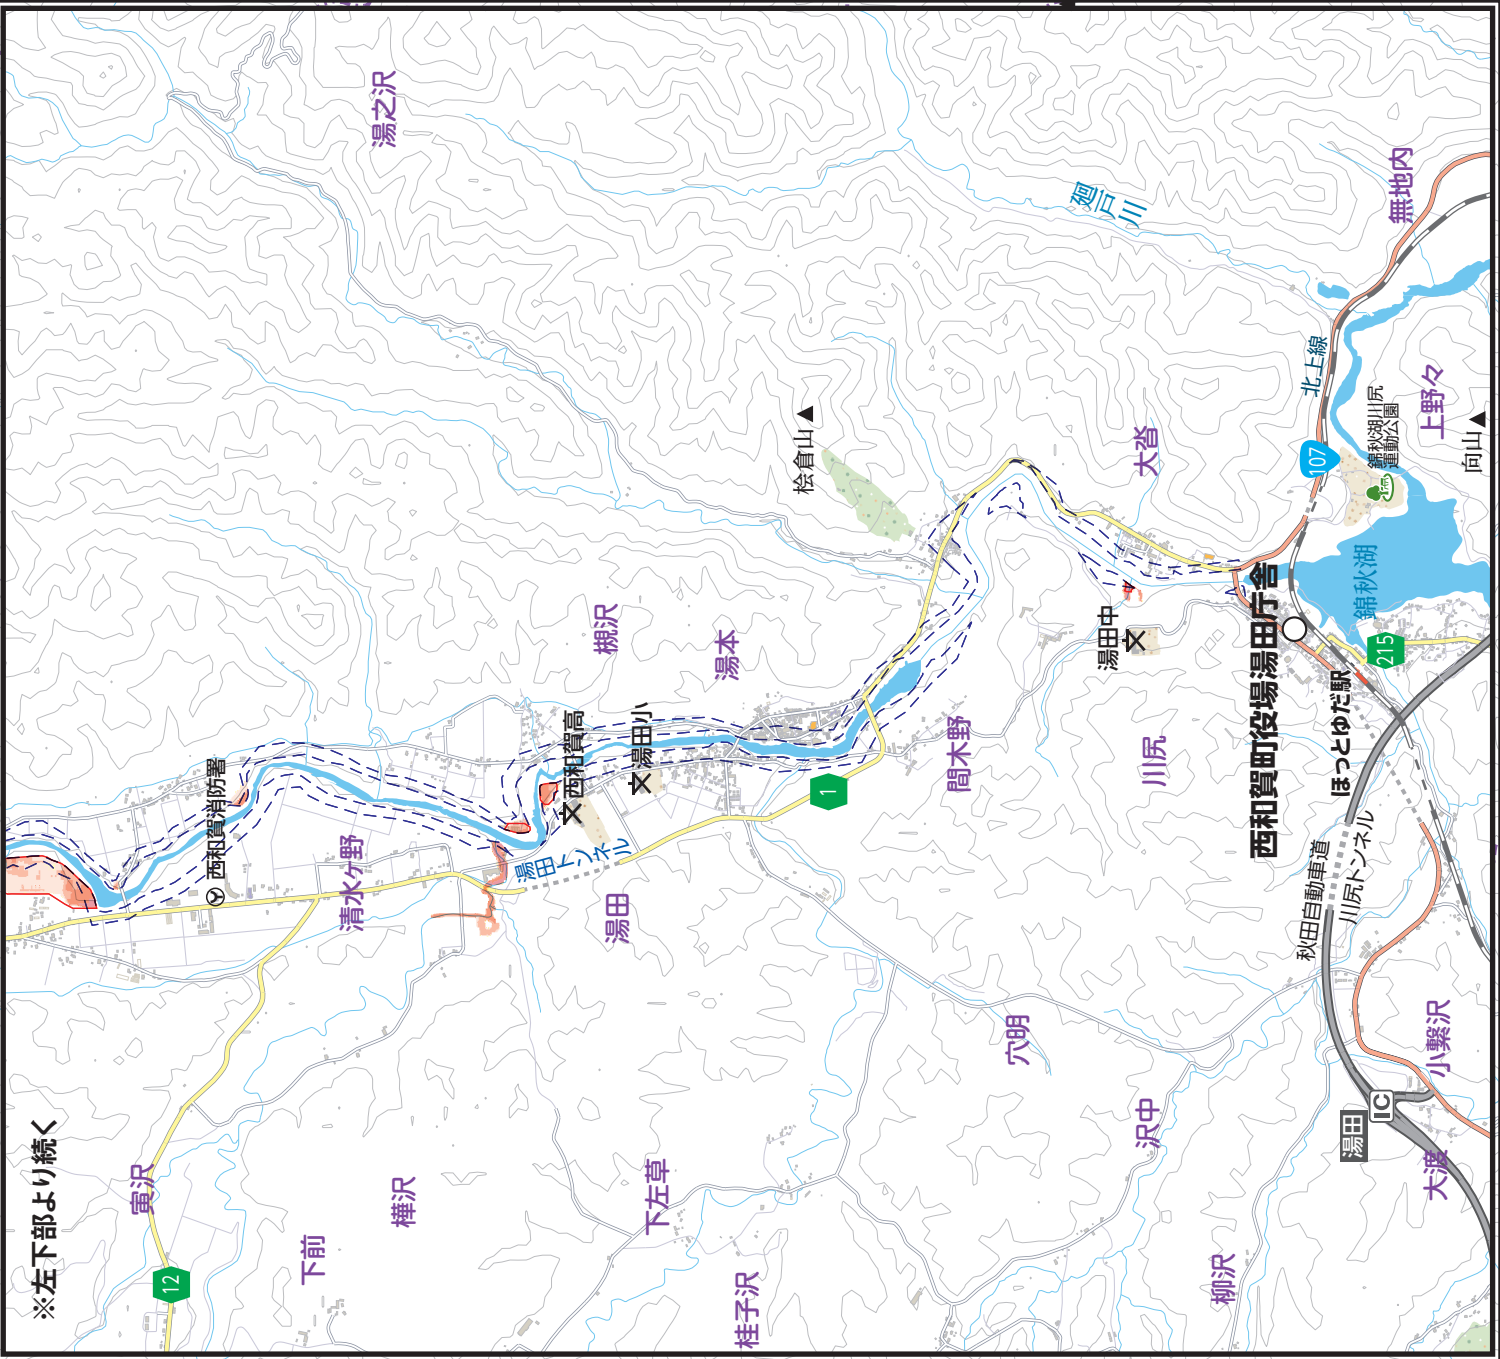 ※左下部より続く
湯之沢
無地内
廻戸川
北上線
107
錦秋湖川尻
運動公園
上野々
向山
桧倉山
大沓
錦秋湖
215
槻沢
湯本
湯田中
西和賀町役場湯田庁舎
ほっとゆだ駅
西和賀高
湯田小
間木野
川尻
1
西和賀消防署
清水ヶ野
湯田トンネル
湯田
秋田自動車道
川尻トンネル
穴明
小繋沢
IC
湯田
大渡
沢中
寅沢
樺沢
下前
下左草
12
桂子沢
柳沢